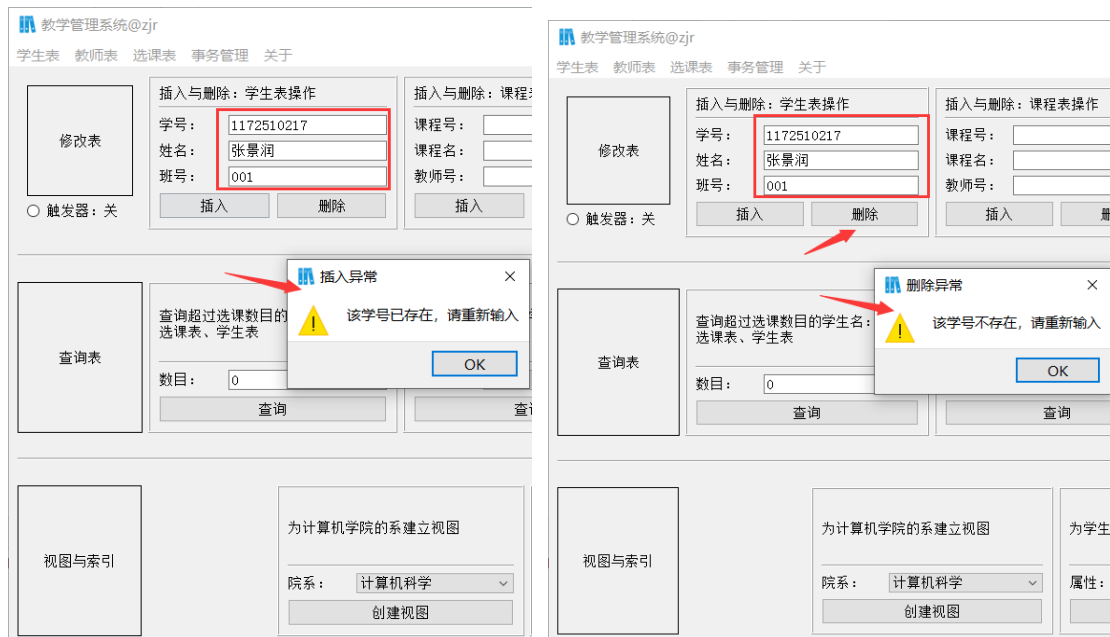 教学管理系统@zjr
学生表 教师表 选课表 事务管理 关于
修改表
触发器：关
插入与删除：学生表操作
学号： 1172510217
姓名： 张景润
班号： 001
插入 删除
插入与删除：课程
课程号：
课程名：
教师号：
插入
插入异常
该学号已存在，请重新输入
OK
查询表
查询超过选课数目的
选课表、学生表
数目： 0
查询
视图与索引
为计算机学院的系建立视图
院系： 计算机科学
创建视图
教学管理系统@zjr
学生表 教师表 选课表 事务管理 关于
修改表
触发器：关
插入与删除：学生表操作
学号： 1172510217
姓名： 张景润
班号： 001
插入 删除
插入与删除：课程表操作
课程号：
课程名：
教师号：
插入
删除异常
该学号不存在，请重新输入
OK
查询表
查询超过选课数目的学生名：
选课表、学生表
数目： 0
查询
查询
视图与索引
为计算机学院的系建立视图
院系： 计算机科学
创建视图
为学生
属性：